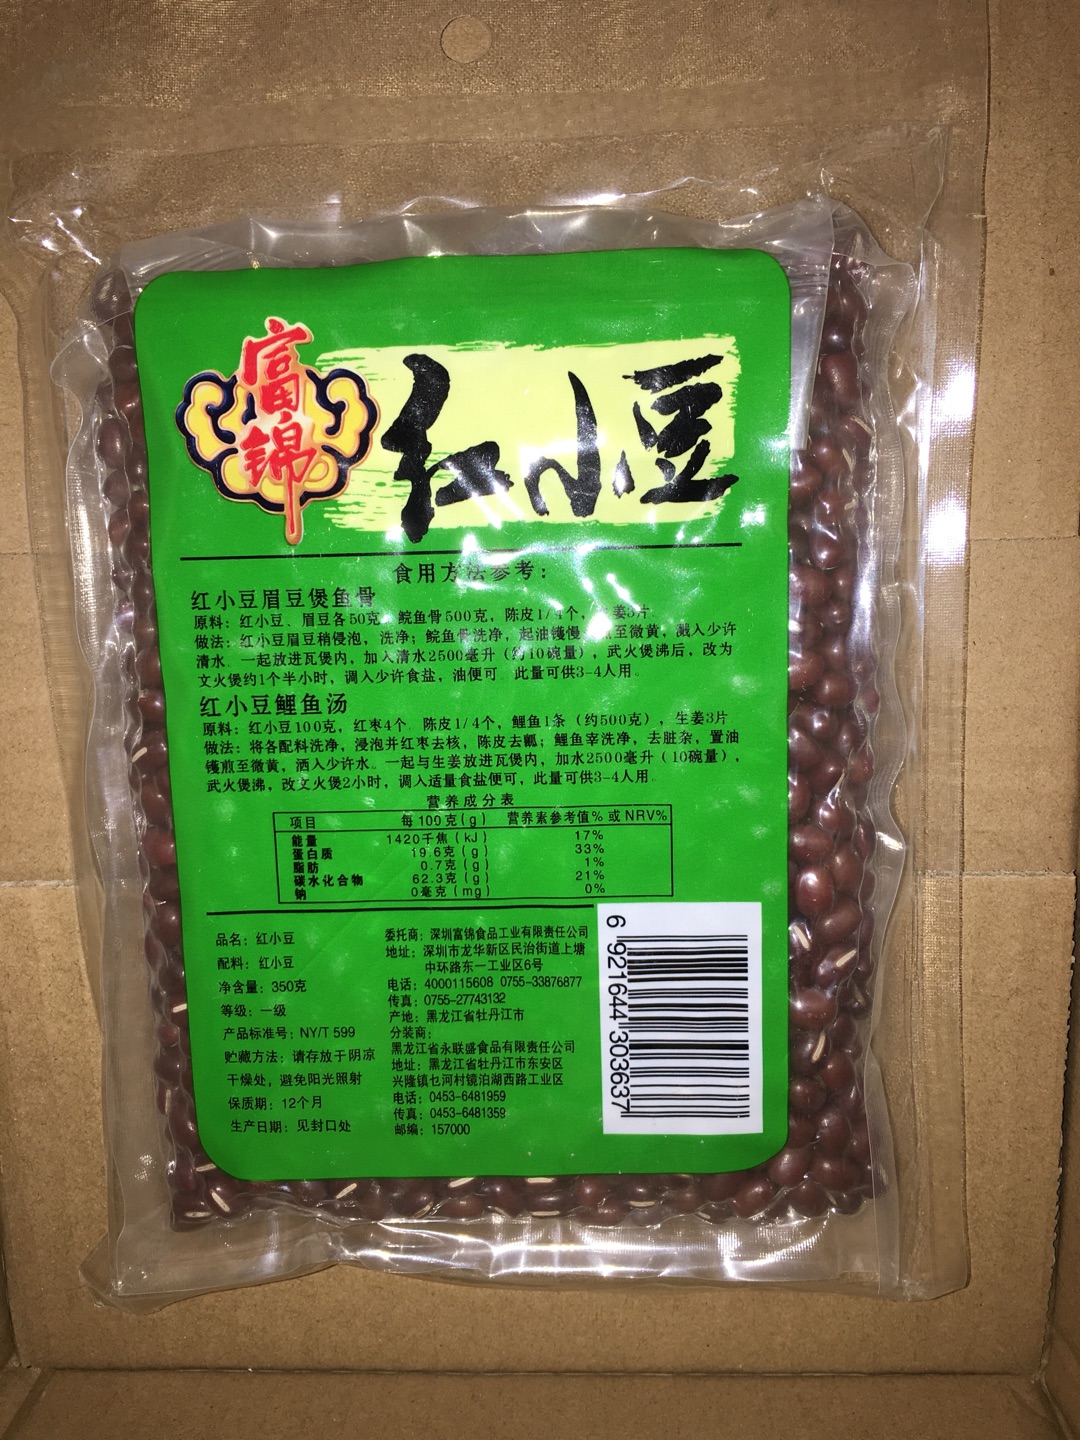 富锦
红小豆
食用方法参考：
红小豆眉豆煲鱼骨
原料：红小豆、眉豆各50克，鲩鱼骨500克，陈皮1/4个，生姜3片
做法：红小豆眉豆稍侵泡，洗净；鲩鱼骨洗净，起油镬慢 煎至微黄，溅入少许
清水，一起放进瓦煲内，加入清水2500毫升（约10碗量），武火煲沸后，改为
文火煲约1个半小时，调入少许食盐，油便可 此量可供3-4人用。
红小豆鲤鱼汤
原料：红小豆100克，红枣4个 陈皮1/4个，鲤鱼1条（约500克），生姜3片
做法：将各配料洗净，浸泡并红枣去核，陈皮去瓤；鲤鱼宰洗净，去脏杂，置油
镬煎至微黄，洒入少许水。一起与生姜放进瓦煲内，加水2500毫升（10碗量），
武火煲沸，改文火煲2小时，调入适量食盐便可，此量可供3-4人用。
营养成分表
项目 每100克(g) 营养素参考值% 或 NRV%
能量 1420千焦(kJ) 17%
蛋白质 19.6克(g) 33%
脂肪 0.7克(g) 1%
碳水化合物 62.3克(g) 21%
钠 0毫克(mg) 0%
品名：红小豆
配料：红小豆
净含量：350克
等级：一级
产品标准号：NY/T 599
贮藏方法：请存放于阴凉
干燥处，避免阳光照射
保质期：12个月
生产日期：见封口处
委托商：深圳富锦食品工业有限责任公司
地址：深圳市龙华新区民治街道上塘
中环路东一工业区6号
电话：4000115608 0755-33876877
传真：0755-27743132
产地：黑龙江省牡丹江市
分装商：
黑龙江省永联盛食品有限责任公司
地址：黑龙江省牡丹江市东安区
兴隆镇乜河村镜泊湖西路工业区
电话：0453-6481959
传真：0453-6481359
邮编：157000
6 921644 303637